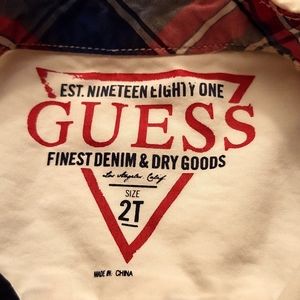 EST. NINETEEN EIGHTY ONE
GUESS
FINEST DENIM & DRY GOODS
Los Angeles, Calif.
SIZE
2T
MADE IN: CHINA